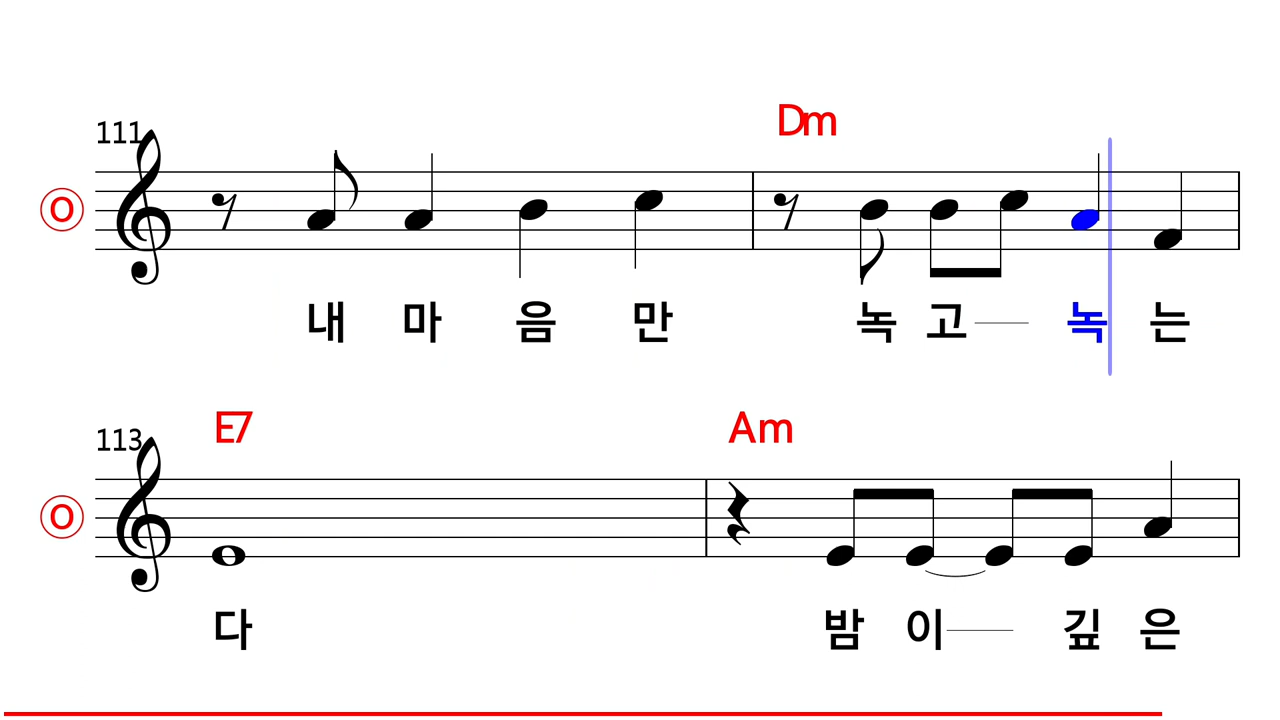 Dm
111
O
내 마 음 만 녹 고 녹 는
E7 Am
113
O
다 밤 이 깊 은